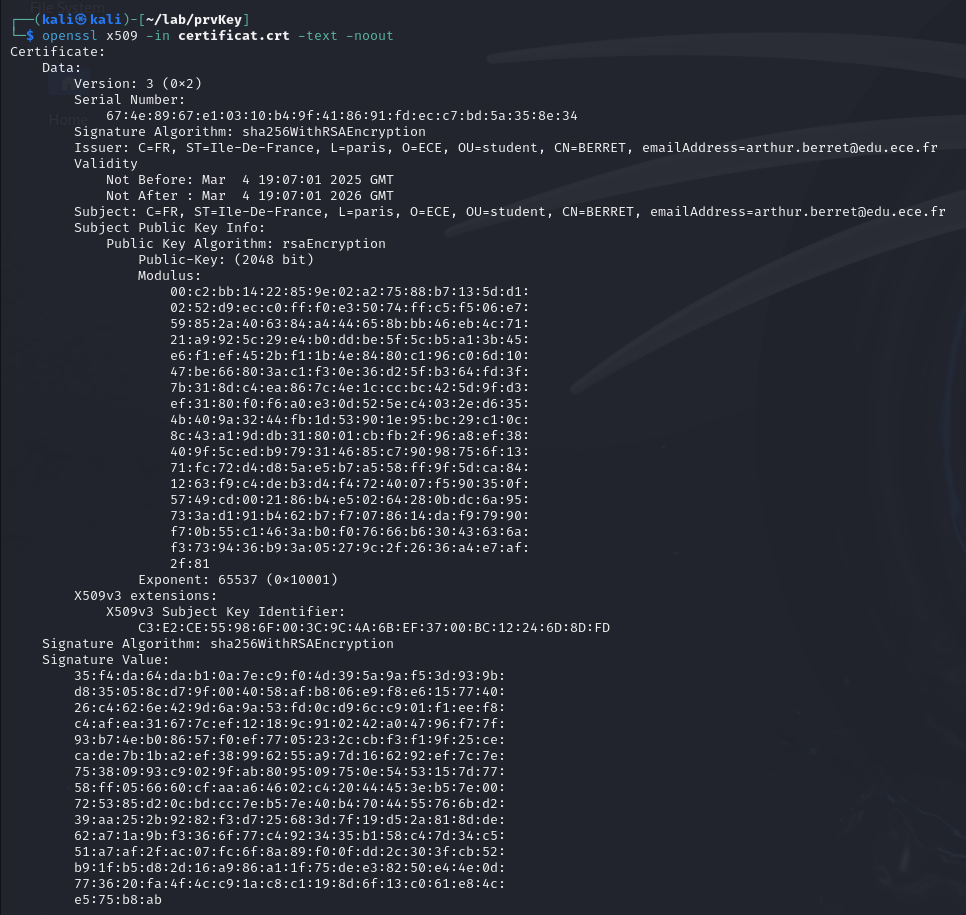 File System
┌──(kali㉿kali)-[~/lab/prvKey]
└─$ openssl x509 -in certificat.crt -text -noout
Certificate:
    Data:
        Version: 3 (0x2)
        Serial Number:
            67:4e:89:67:e1:03:10:b4:9f:41:86:91:fd:ec:c7:bd:5a:35:8e:34
Home
        Signature Algorithm: sha256WithRSAEncryption
        Issuer: C=FR, ST=Ile-De-France, L=paris, O=ECE, OU=student, CN=BERRET, emailAddress=arthur.berret@edu.ece.fr
        Validity
            Not Before: Mar  4 19:07:01 2025 GMT
            Not After : Mar  4 19:07:01 2026 GMT
        Subject: C=FR, ST=Ile-De-France, L=paris, O=ECE, OU=student, CN=BERRET, emailAddress=arthur.berret@edu.ece.fr
        Subject Public Key Info:
            Public Key Algorithm: rsaEncryption
                Public-Key: (2048 bit)
                Modulus:
                    00:c2:bb:14:22:85:9e:02:a2:75:88:b7:13:5d:d1:
                    02:52:d9:ec:c0:ff:f0:e3:50:74:ff:c5:f5:06:e7:
                    59:85:2a:40:63:84:a4:44:65:8b:bb:46:eb:4c:71:
                    21:a9:92:5c:29:e4:b0:dd:be:5f:5c:b5:a1:3b:45:
                    e6:f1:ef:45:2b:f1:1b:4e:84:80:c1:96:c0:6d:10:
                    47:be:66:80:3a:c1:f3:0e:36:d2:5f:b3:64:fd:3f:
                    7b:31:8d:c4:ea:86:7c:4e:1c:cc:bc:42:5d:9f:d3:
                    ef:31:80:f0:f6:a0:e3:0d:52:5e:c4:03:2e:d6:35:
                    4b:40:9a:32:44:fb:1d:53:90:1e:95:bc:29:c1:0c:
                    8c:43:a1:9d:db:31:80:01:cb:fb:2f:96:a8:ef:38:
                    40:9f:5c:ed:b9:79:31:46:85:c7:90:98:75:6f:13:
                    71:fc:72:d4:d8:5a:e5:b7:a5:58:ff:9f:5d:ca:84:
                    12:63:f9:c4:de:b3:d4:f4:72:40:07:f5:90:35:0f:
                    57:49:cd:00:21:86:b4:e5:02:64:28:0b:dc:6a:95:
                    73:3a:d1:91:b4:62:b7:f7:07:86:14:da:f9:79:90:
                    f7:0b:55:c1:46:3a:b0:f0:76:66:b6:30:43:63:6a:
                    f3:73:94:36:b9:3a:05:27:9c:2f:26:36:a4:e7:af:
                    2f:81
                Exponent: 65537 (0x10001)
        X509v3 extensions:
            X509v3 Subject Key Identifier:
                C3:E2:CE:55:98:6F:00:3C:9C:4A:6B:EF:37:00:BC:12:24:6D:8D:FD
    Signature Algorithm: sha256WithRSAEncryption
    Signature Value:
        35:f4:da:64:da:b1:0a:7e:c9:f0:4d:39:5a:9a:f5:3d:93:9b:
        d8:35:05:8c:d7:9f:00:40:58:af:b8:06:e9:f8:e6:15:77:40:
        26:c4:62:6e:42:9d:6a:9a:53:fd:0c:d9:6c:c9:01:f1:ee:f8:
        c4:af:ea:31:67:7c:ef:12:18:9c:91:02:42:a0:47:96:f7:7f:
        93:b7:4e:b0:86:57:f0:ef:77:05:23:2c:cb:f3:f1:9f:25:ce:
        ca:de:7b:1b:a2:ef:38:99:62:55:a9:7d:16:62:92:ef:7c:7e:
        75:38:09:93:c9:02:9f:ab:80:95:09:75:0e:54:53:15:7d:77:
        58:ff:05:66:60:cf:aa:a6:46:02:c4:20:44:45:3e:b5:7e:00:
        72:53:85:d2:0c:bd:cc:7e:b5:7e:40:b4:70:44:55:76:6b:d2:
        39:aa:25:2b:92:82:f3:d7:25:68:3d:7f:19:d5:2a:81:8d:de:
        62:a7:1a:9b:f3:36:6f:77:c4:92:34:35:b1:58:c4:7d:34:c5:
        51:a7:af:2f:ac:07:fc:6f:8a:89:f0:0f:dd:2c:30:3f:cb:52:
        b9:1f:b5:d8:2d:16:a9:86:a1:1f:75:de:e3:82:50:e4:4e:0d:
        77:36:20:fa:4f:4c:c9:1a:c8:c1:19:8d:6f:13:c0:61:e8:4c:
        e5:75:b8:ab